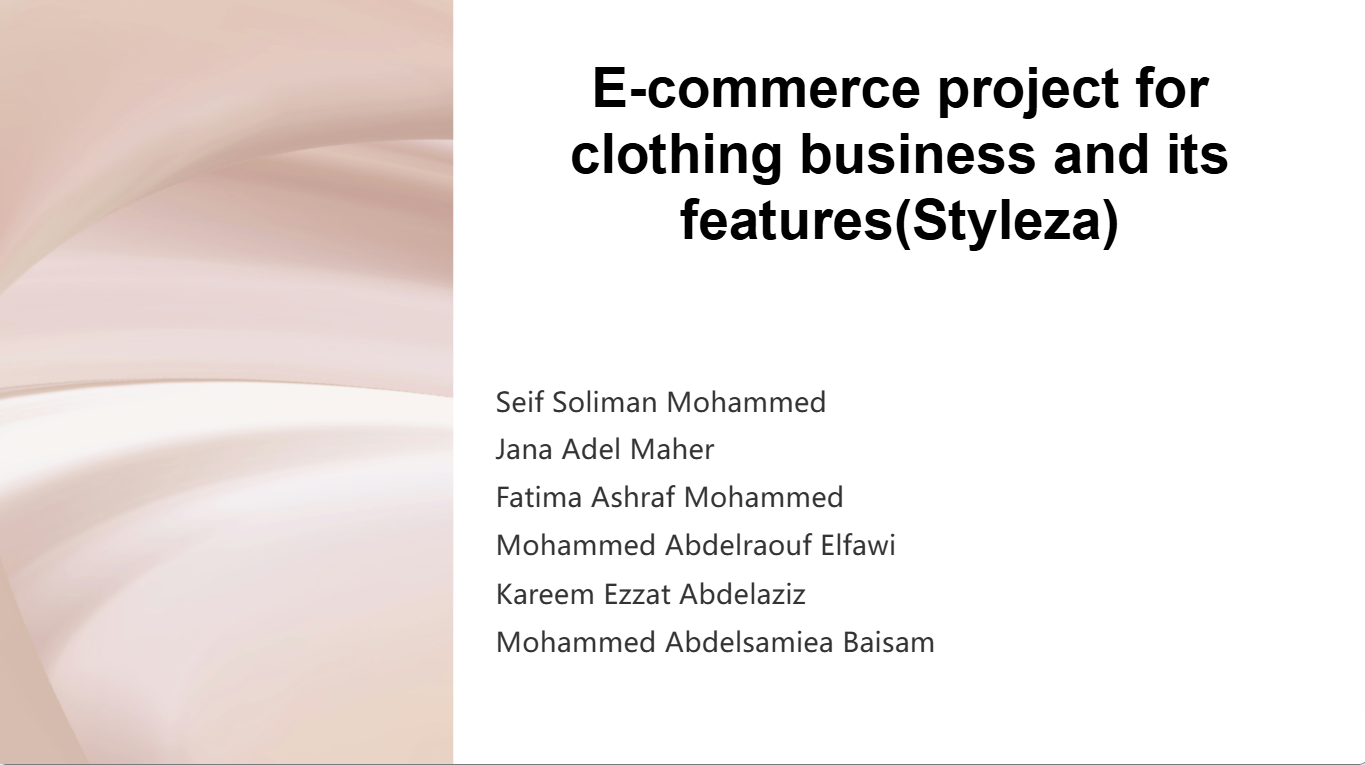 E-commerce project for
clothing business and its
features(Styleza)
Seif Soliman Mohammed
Jana Adel Maher
Fatima Ashraf Mohammed
Mohammed Abdelraouf Elfawi
Kareem Ezzat Abdelaziz
Mohammed Abdelsamiea Baisam